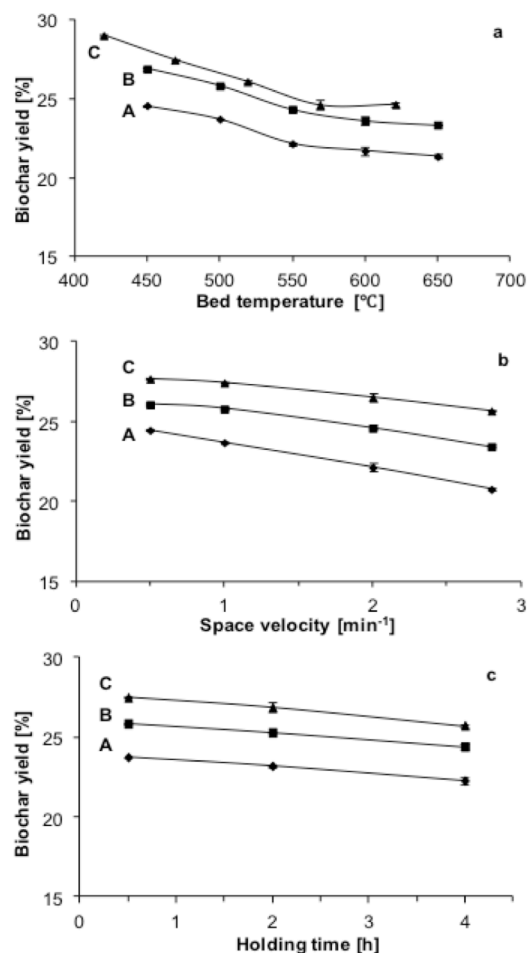 30
25
20
15
Biochar yield [%]
a
C
B
A
400 450 500 550 600 650 700
Bed temperature [℃]
30
25
20
15
Biochar yield [%]
b
C
B
A
0 1 2 3
Space velocity [min⁻¹]
30
25
20
15
Biochar yield [%]
c
C
B
A
0 1 2 3 4
Holding time [h]